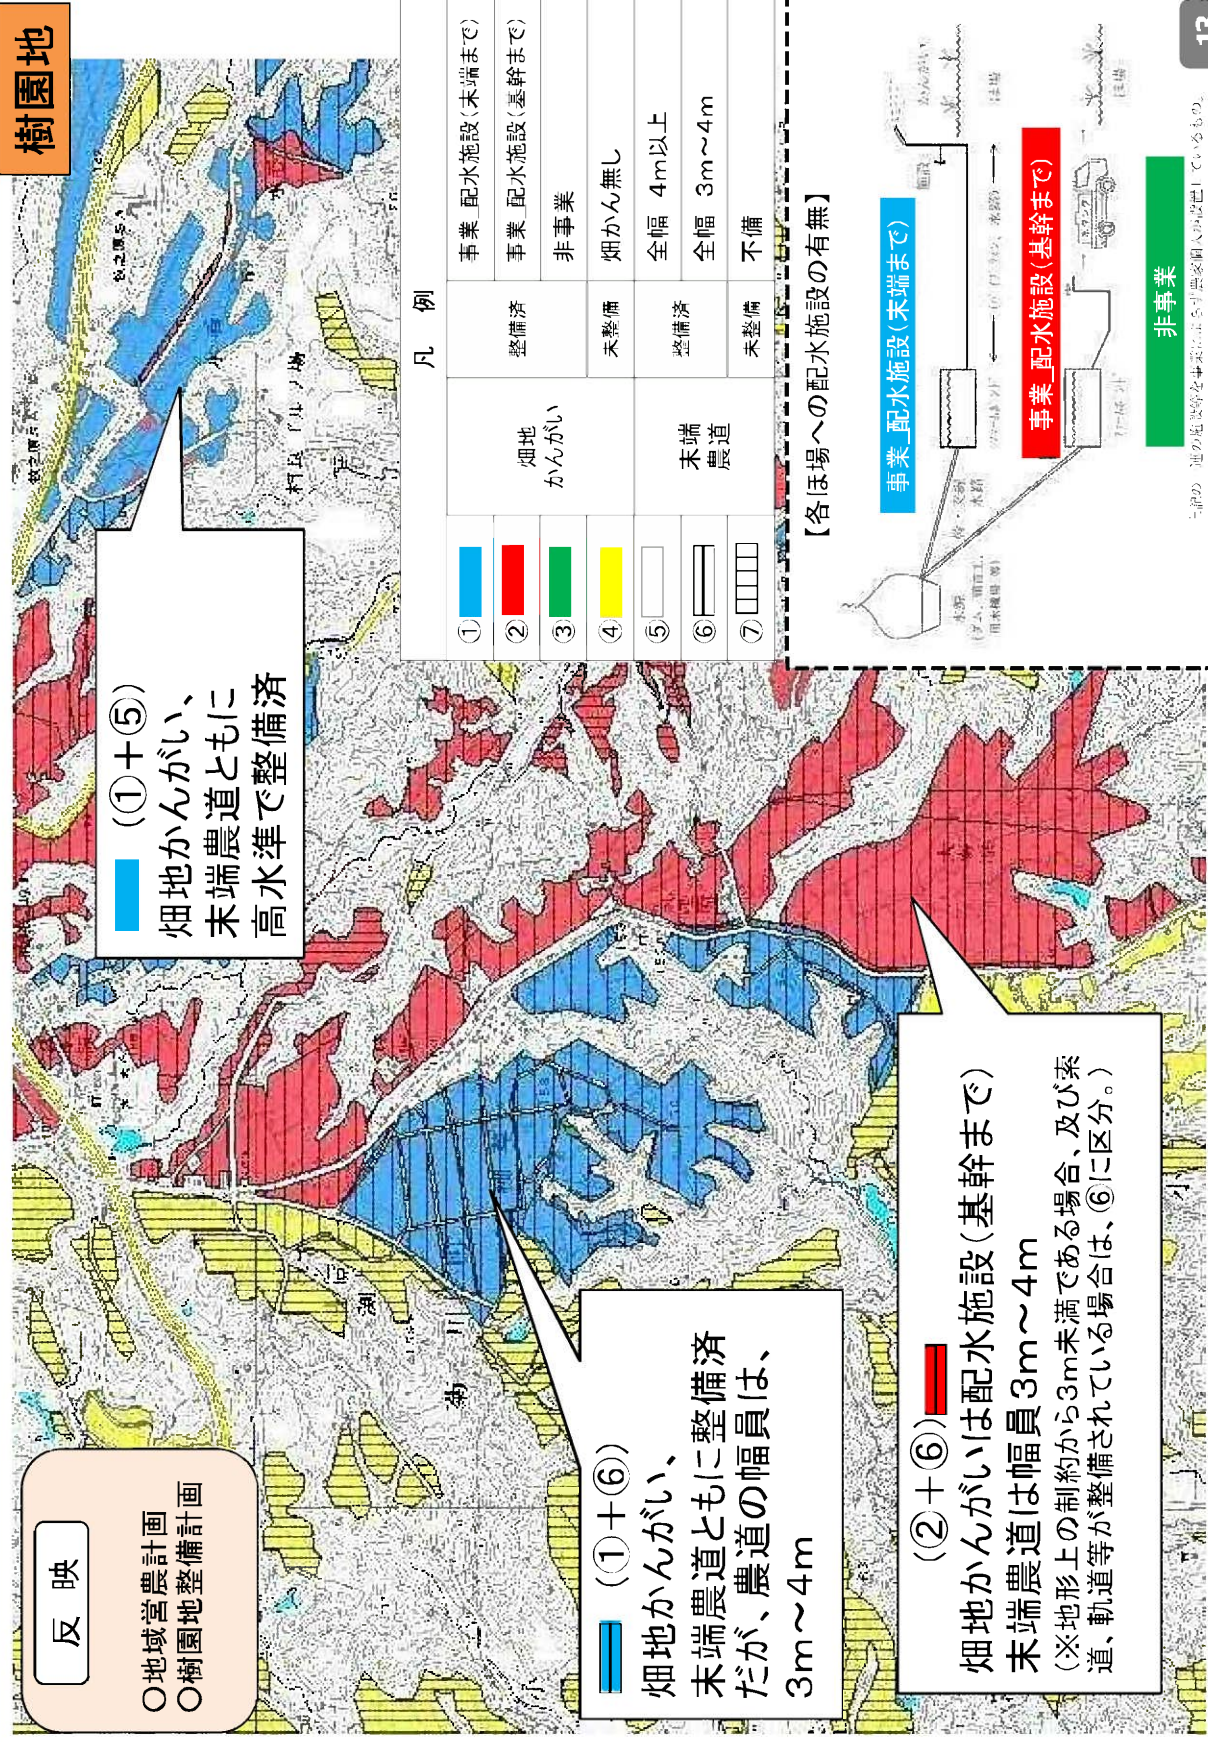 樹園地
反 映
○地域営農計画
○樹園地整備計画
(①+⑤)
畑地かんがい、
末端農道ともに
高水準で整備済
(①+⑥)
畑地かんがい、
末端農道ともに整備済
だが、農道の幅員は、
3m～4m
(②+⑥)
畑地かんがいは配水施設(基幹まで)
末端農道は幅員3m～4m
(※地形上の制約から3m未満である場合、及び索
道、軌道等が整備されている場合は、⑥に区分。)
凡 例
① 畑地かんがい 整備済 事業_配水施設(末端まで)
② 事業_配水施設(基幹まで)
③ 非事業
④ 未整備 畑かん無し
⑤ 末端農道 整備済 全幅 4m以上
⑥ 全幅 3m～4m
⑦ 未整備 不備
【各ほ場への配水施設の有無】
事業_配水施設(末端まで)
事業_配水施設(基幹まで)
非事業
水源
ほ場
ほ場
13